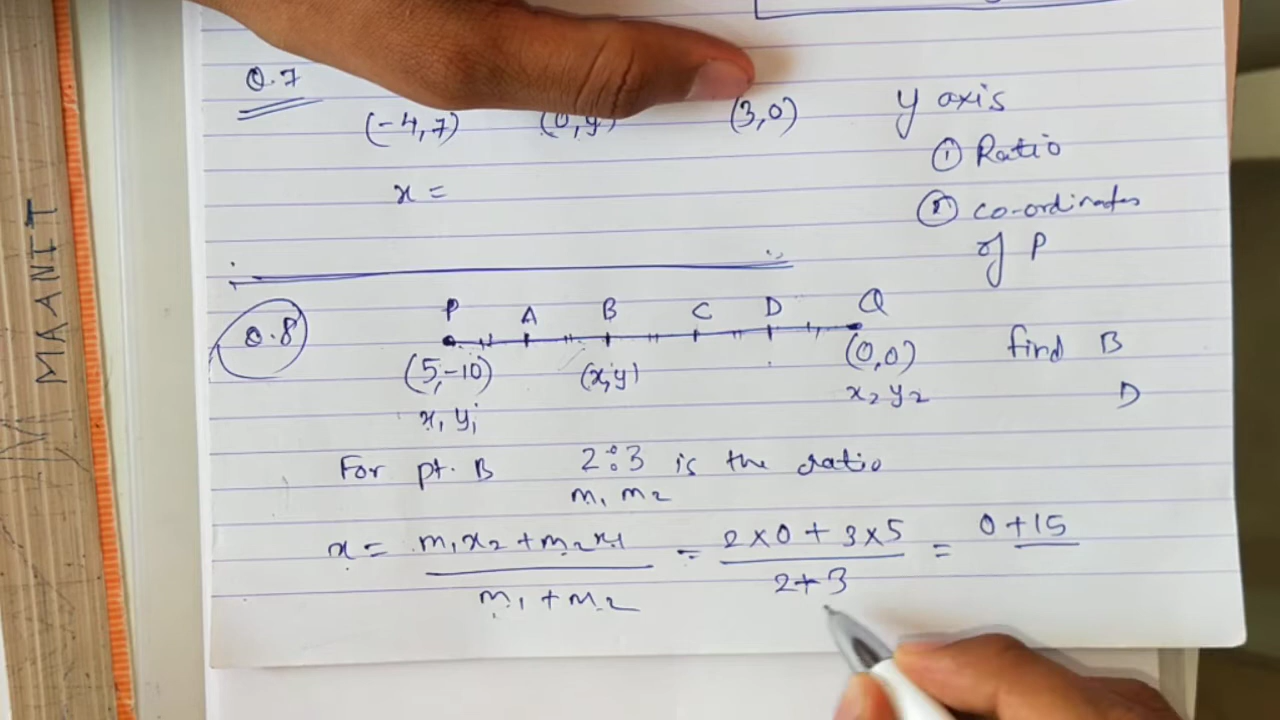 Q.7
(-4,7) (0,y) (3,0) y axis
① Ratio
x =
② co-ordinates
of P
Q.8
P A B C D Q
(5,-10) (x,y) (0,0) find B
x1 y1 x2 y2 D
For pt. B 2:3 is the ratio
m1 m2
x = m1x2 + m2x1 / m1 + m2 = 2×0 + 3×5 / 2+3 = 0+15
MAANIT